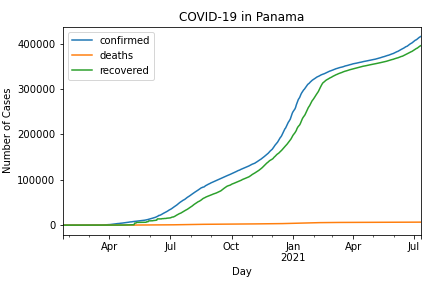 COVID-19 in Panama
confirmed
deaths
recovered
Number of Cases
400000
300000
200000
100000
0
Apr
Jul
Oct
Jan
2021
Apr
Jul
Day